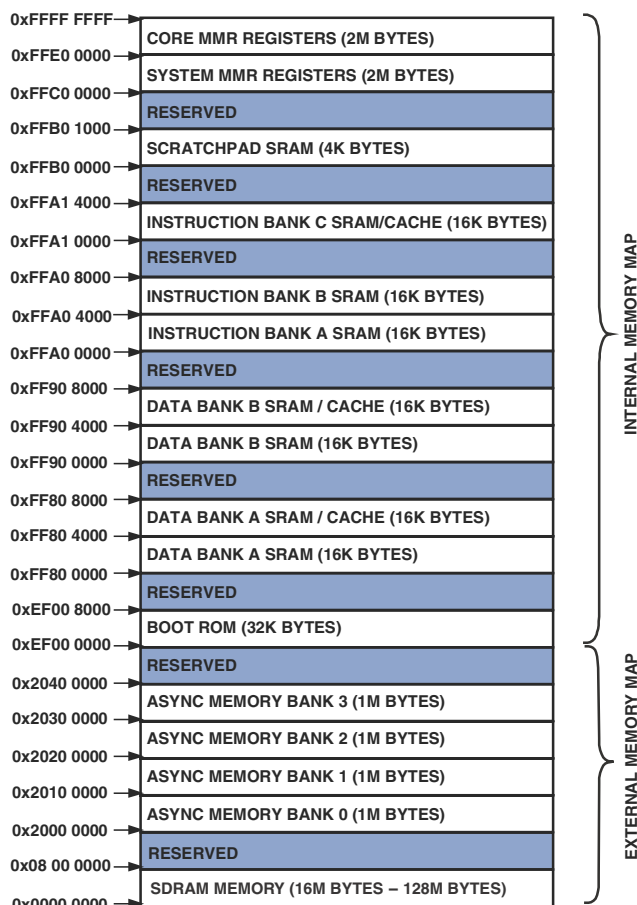 0xFFFF FFFF
CORE MMR REGISTERS (2M BYTES)
0xFFE0 0000
SYSTEM MMR REGISTERS (2M BYTES)
0xFFC0 0000
RESERVED
0xFFB0 1000
SCRATCHPAD SRAM (4K BYTES)
0xFFB0 0000
RESERVED
0xFFA1 4000
INSTRUCTION BANK C SRAM/CACHE (16K BYTES)
0xFFA1 0000
RESERVED
0xFFA0 8000
INSTRUCTION BANK B SRAM (16K BYTES)
0xFFA0 4000
INSTRUCTION BANK A SRAM (16K BYTES)
0xFFA0 0000
RESERVED
0xFF90 8000
DATA BANK B SRAM / CACHE (16K BYTES)
0xFF90 4000
DATA BANK B SRAM (16K BYTES)
0xFF90 0000
RESERVED
0xFF80 8000
DATA BANK A SRAM / CACHE (16K BYTES)
0xFF80 4000
DATA BANK A SRAM (16K BYTES)
0xFF80 0000
RESERVED
0xEF00 8000
BOOT ROM (32K BYTES)
0xEF00 0000
RESERVED
0x2040 0000
ASYNC MEMORY BANK 3 (1M BYTES)
0x2030 0000
ASYNC MEMORY BANK 2 (1M BYTES)
0x2020 0000
ASYNC MEMORY BANK 1 (1M BYTES)
0x2010 0000
ASYNC MEMORY BANK 0 (1M BYTES)
0x2000 0000
RESERVED
0x08 00 0000
SDRAM MEMORY (16M BYTES – 128M BYTES)
0x0000 0000
INTERNAL MEMORY MAP
EXTERNAL MEMORY MAP